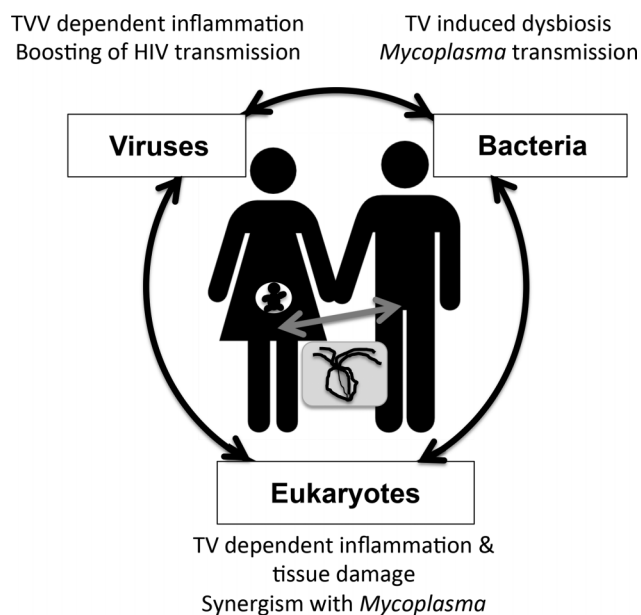 TVV dependent inflammation
Boosting of HIV transmission
TV induced dysbiosis
Mycoplasma transmission
Viruses
Bacteria
Eukaryotes
TV dependent inflammation &
tissue damage
Synergism with Mycoplasma